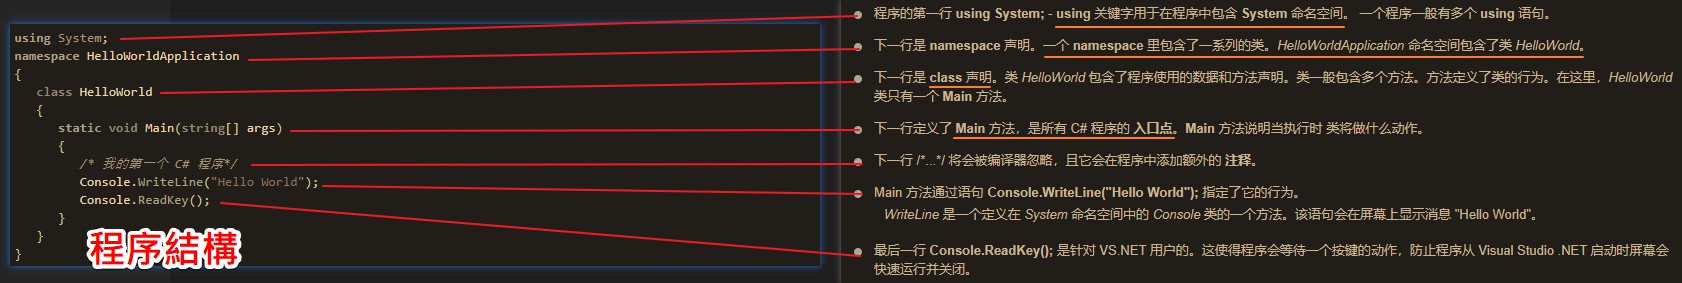 using System;
namespace HelloWorldApplication
{
class HelloWorld
{
static void Main(string[] args)
{
/* 我的第一个 C# 程序*/
Console.WriteLine("Hello World");
Console.ReadKey();
}
}
}
程序結構
程序的第一行 using System; - using 关键字用于在程序中包含 System 命名空间。 一个程序一般有多个 using 语句。
下一行是 namespace 声明。一个 namespace 里包含了一系列的类。HelloWorldApplication 命名空间包含了类 HelloWorld。
下一行是 class 声明。类 HelloWorld 包含了程序使用的数据和方法声明。类一般包含多个方法。方法定义了类的行为。在这里，HelloWorld
类只有一个 Main 方法。
下一行定义了 Main 方法，是所有 C# 程序的 入口点。Main 方法说明当执行时 类将做什么动作。
下一行 /*...*/ 将会被编译器忽略，且它会在程序中添加额外的 注释。
Main 方法通过语句 Console.WriteLine("Hello World"); 指定了它的行为。
WriteLine 是一个定义在 System 命名空间中的 Console 类的一个方法。该语句会在屏幕上显示消息 "Hello World"。
最后一行 Console.ReadKey(); 是针对 VS.NET 用户的。这使得程序会等待一个按键的动作，防止程序从 Visual Studio .NET 启动时屏幕会
快速运行并关闭。